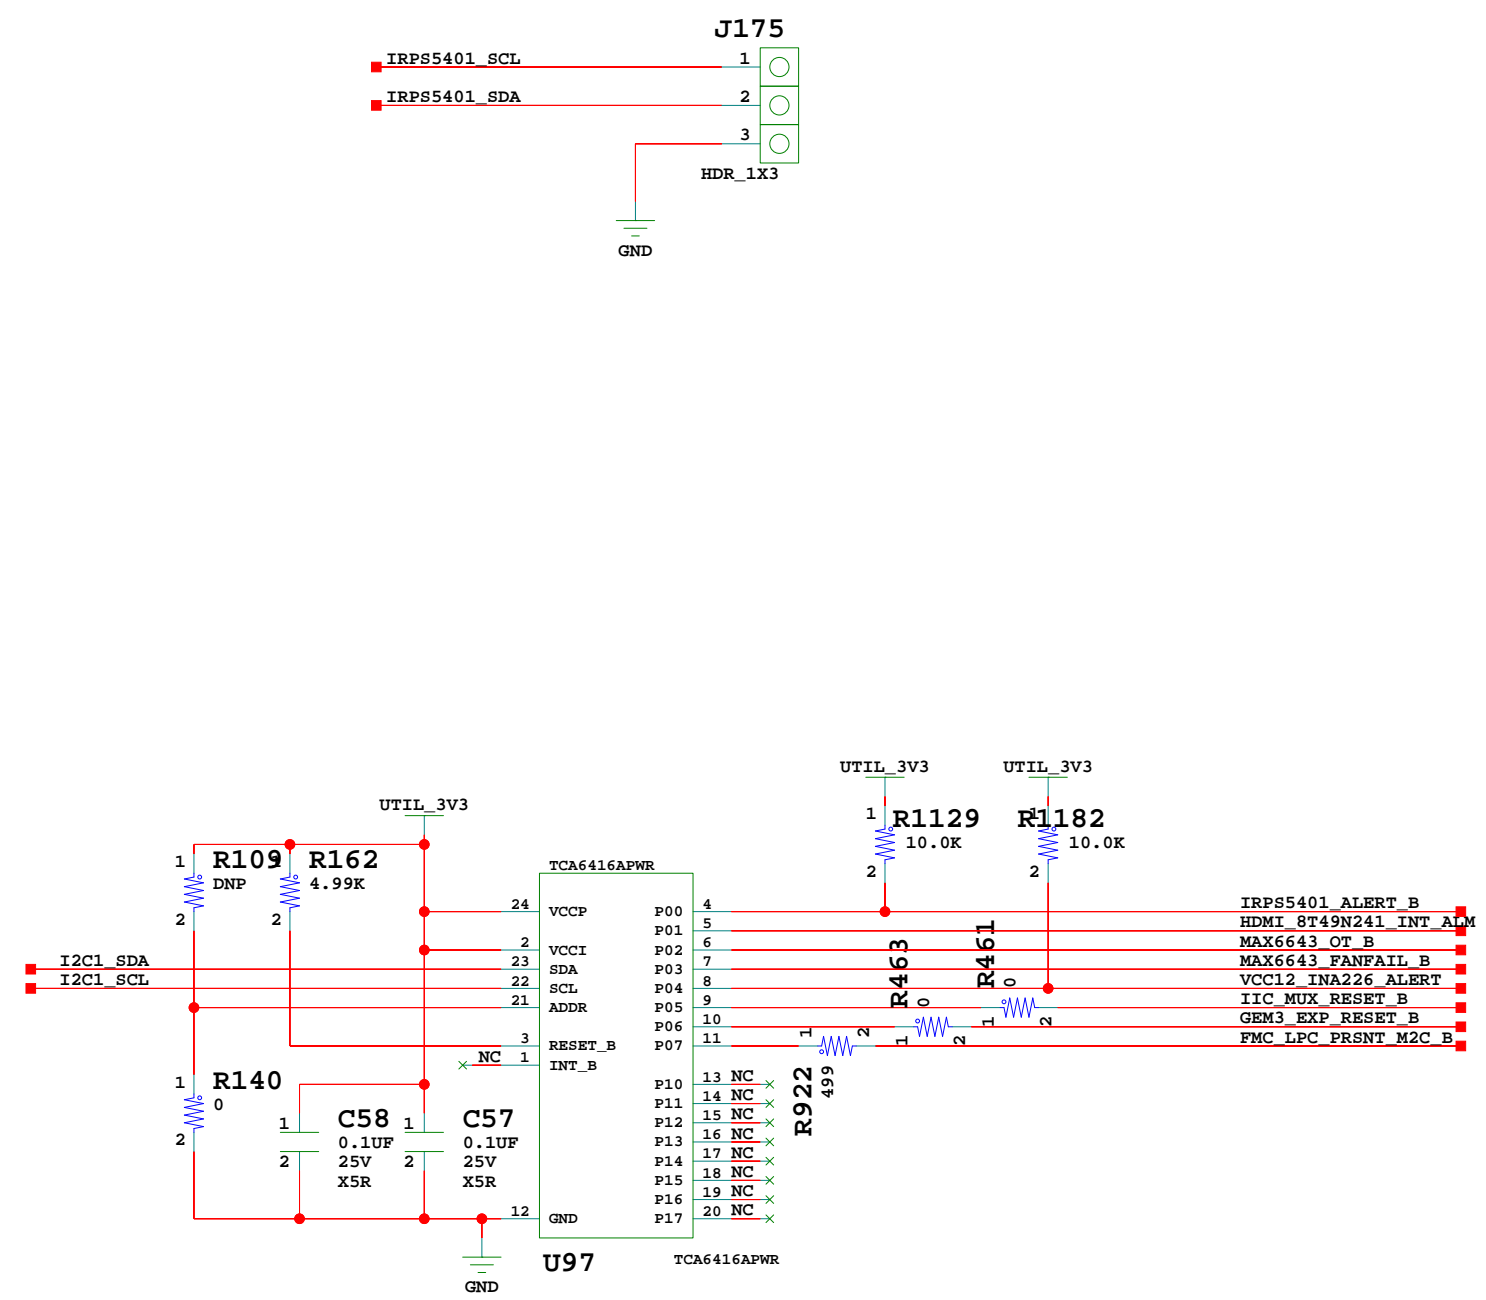 J175
IRPS5401_SCL 1
IRPS5401_SDA 2
3
HDR_1X3
GND
UTIL_3V3 UTIL_3V3
UTIL_3V3
1 R1129 1 R1182
10.0K 10.0K
2 2
1 R109 1 R162
DNP 4.99K
2 2
TCA6416APWR
24 VCCP P00 4 IRPS5401_ALERT_B
P01 5 HDMI_8T49N241_INT_ALM
2 VCCI P02 6 MAX6643_OT_B
I2C1_SDA 23 SDA P03 7 MAX6643_FANFAIL_B
I2C1_SCL 22 SCL P04 8 VCC12_INA226_ALERT
21 ADDR P05 9 1 R461 0 2 IIC_MUX_RESET_B
P06 10 1 R463 0 2 GEM3_EXP_RESET_B
3 RESET_B P07 11 1 R922 499 2 FMC_LPC_PRSNT_M2C_B
NC 1 INT_B
P10 13 NC
P11 14 NC
P12 15 NC
P13 16 NC
P14 17 NC
P15 18 NC
P16 19 NC
P17 20 NC
1 R140
0
2
1 C58
0.1UF
2 25V
X5R
1 C57
0.1UF
2 25V
X5R
12 GND
U97
TCA6416APWR
GND